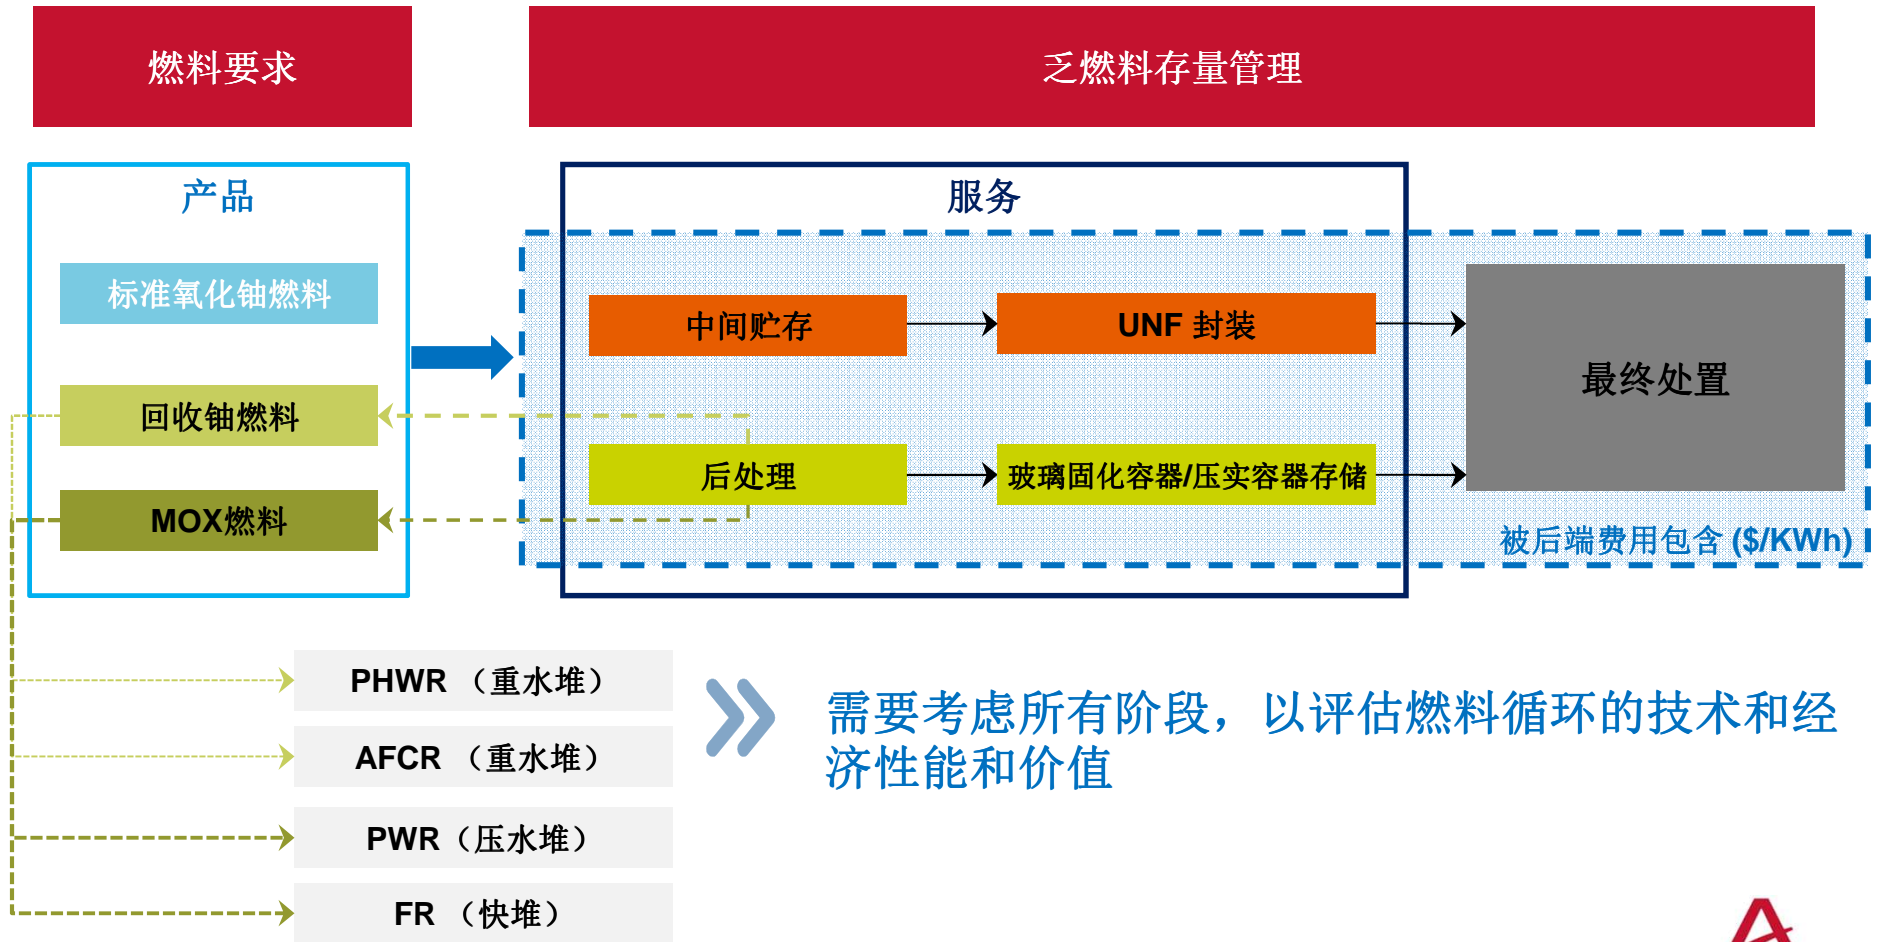 燃料要求
乏燃料存量管理
产品
服务
标准氧化铀燃料
中间贮存
UNF 封装
最终处置
回收铀燃料
后处理
玻璃固化容器/压实容器存储
MOX燃料
被后端费用包含 ($/KWh)
PHWR （重水堆）
AFCR （重水堆）
PWR（压水堆）
FR （快堆）
需要考虑所有阶段，以评估燃料循环的技术和经
济性能和价值